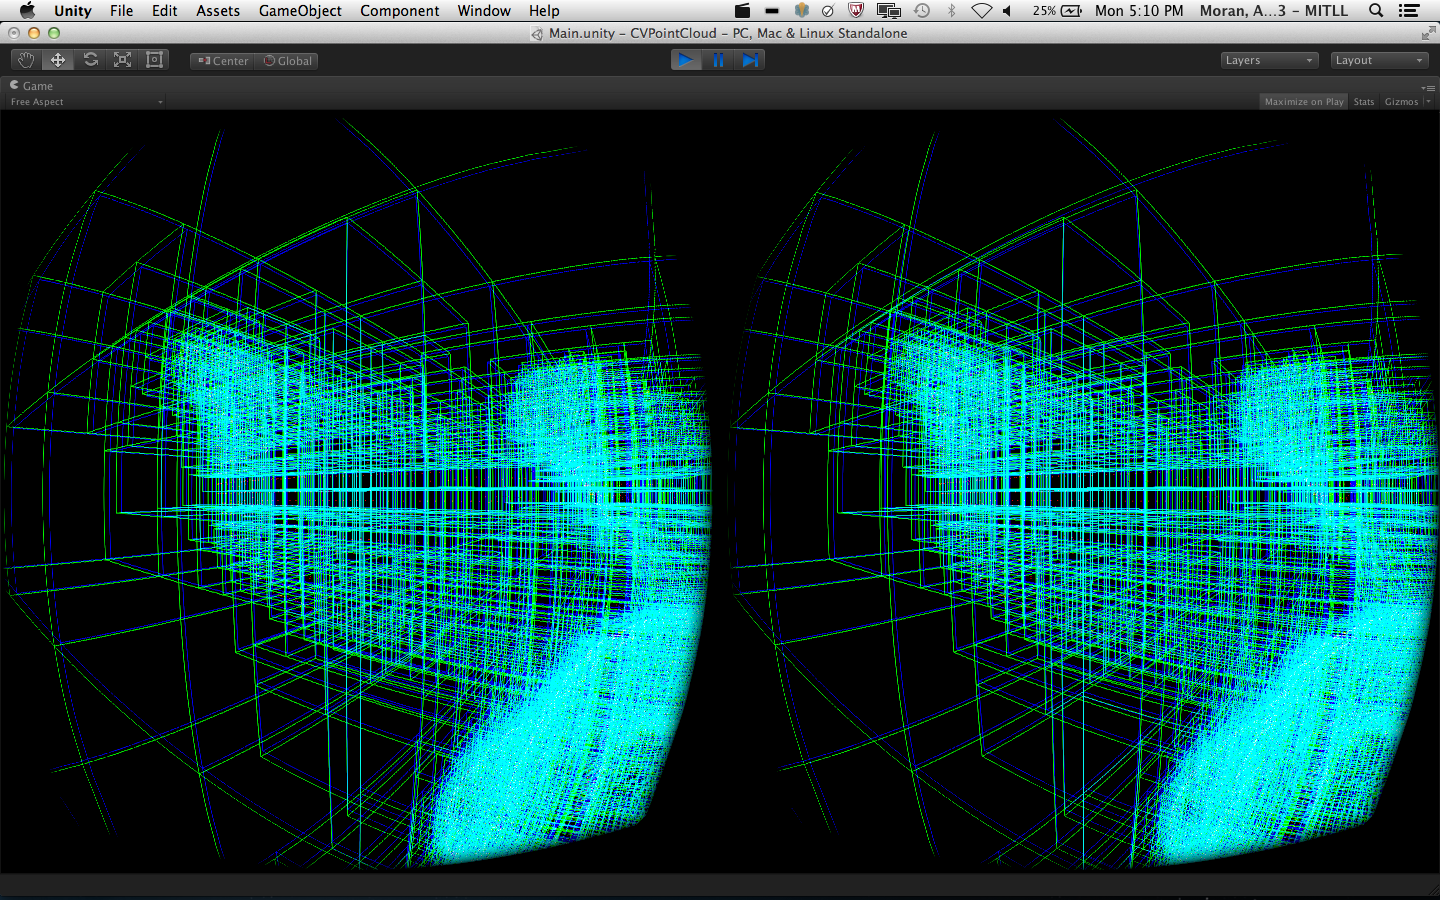 Unity File Edit Assets GameObject Component Window Help 25% Mon 5:10 PM Moran, A...3 – MITLL
Main.unity – CVPointCloud – PC, Mac & Linux Standalone
Center Global Layers Layout
Game
Free Aspect Maximize on Play Stats Gizmos